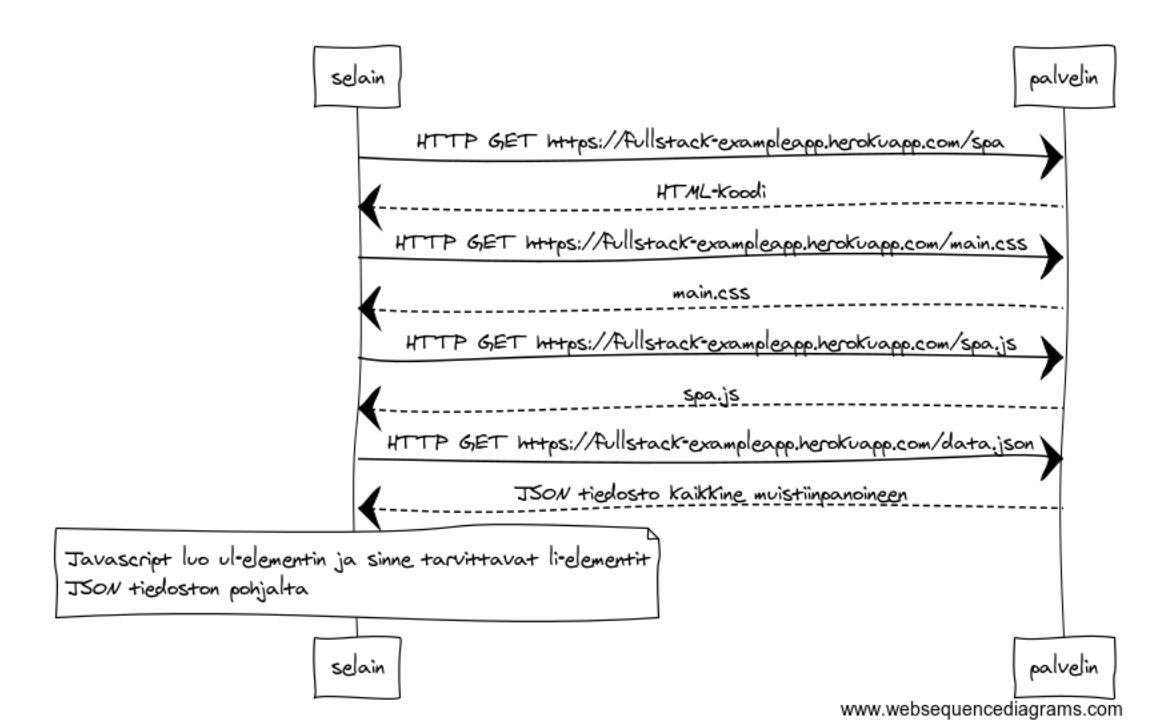 selain
palvelin
HTTP GET https://fullstack-exampleapp.herokuapp.com/spa
HTML-koodi
HTTP GET https://fullstack-exampleapp.herokuapp.com/main.css
main.css
HTTP GET https://fullstack-exampleapp.herokuapp.com/spa.js
spa.js
HTTP GET https://fullstack-exampleapp.herokuapp.com/data.json
JSON tiedosto kaikkine muistiinpanoineen
Javascript luo ul-elementin ja sinne tarvittavat li-elementit
JSON tiedoston pohjalta
selain
palvelin
www.websequencediagrams.com